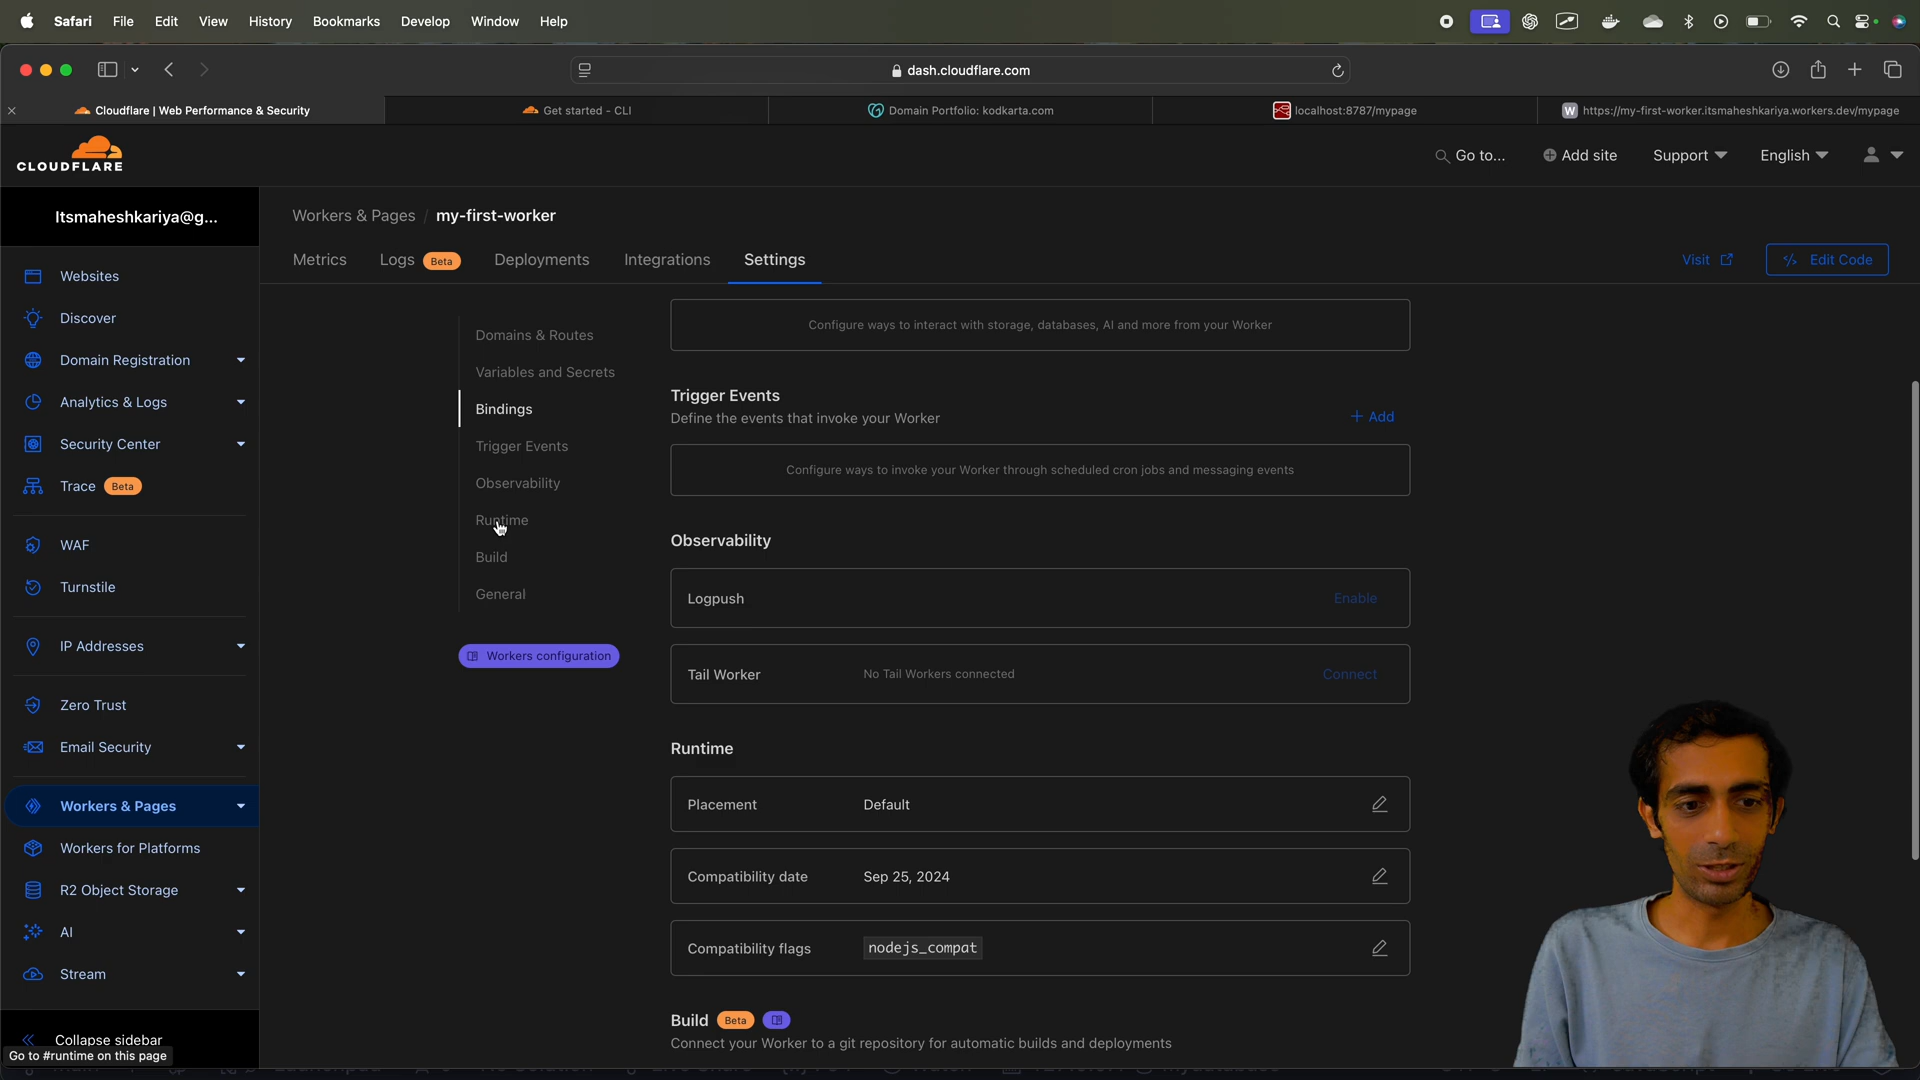 Safari File Edit View History Bookmarks Develop Window Help
dash.cloudflare.com
Cloudflare | Web Performance & Security
Get started - CLI
Domain Portfolio: kodkarta.com
localhost:8787/mypage
W https://my-first-worker.itsmaheshkariya.workers.dev/mypage
CLOUDFLARE
Go to...
Add site
Support
English
Itsmaheshkariya@g...
Workers & Pages / my-first-worker
Metrics
Logs Beta
Deployments
Integrations
Settings
Visit
Edit Code
Websites
Discover
Domain Registration
Analytics & Logs
Security Center
Trace Beta
WAF
Turnstile
IP Addresses
Zero Trust
Email Security
Workers & Pages
Workers for Platforms
R2 Object Storage
AI
Stream
Collapse sidebar
Go to #runtime on this page
Domains & Routes
Variables and Secrets
Bindings
Trigger Events
Observability
Runtime
Build
General
Workers configuration
Configure ways to interact with storage, databases, AI and more from your Worker
Trigger Events
Define the events that invoke your Worker
+ Add
Configure ways to invoke your Worker through scheduled cron jobs and messaging events
Observability
Logpush Enable
Tail Worker No Tail Workers connected Connect
Runtime
Placement Default
Compatibility date Sep 25, 2024
Compatibility flags nodejs_compat
Build Beta
Connect your Worker to a git repository for automatic builds and deployments